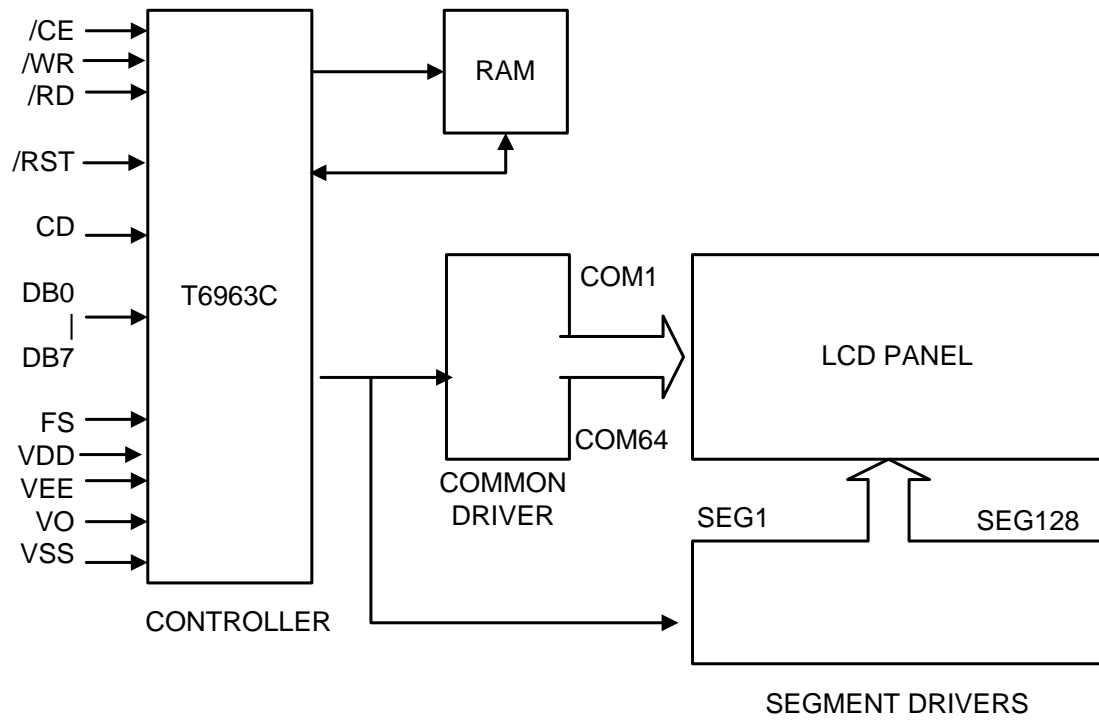 /CE
/WR
/RD
/RST
CD
DB0
|
DB7
FS
VDD
VEE
VO
VSS
T6963C
CONTROLLER
RAM
COMMON
DRIVER
COM1
COM64
LCD PANEL
SEG1
SEG128
SEGMENT DRIVERS